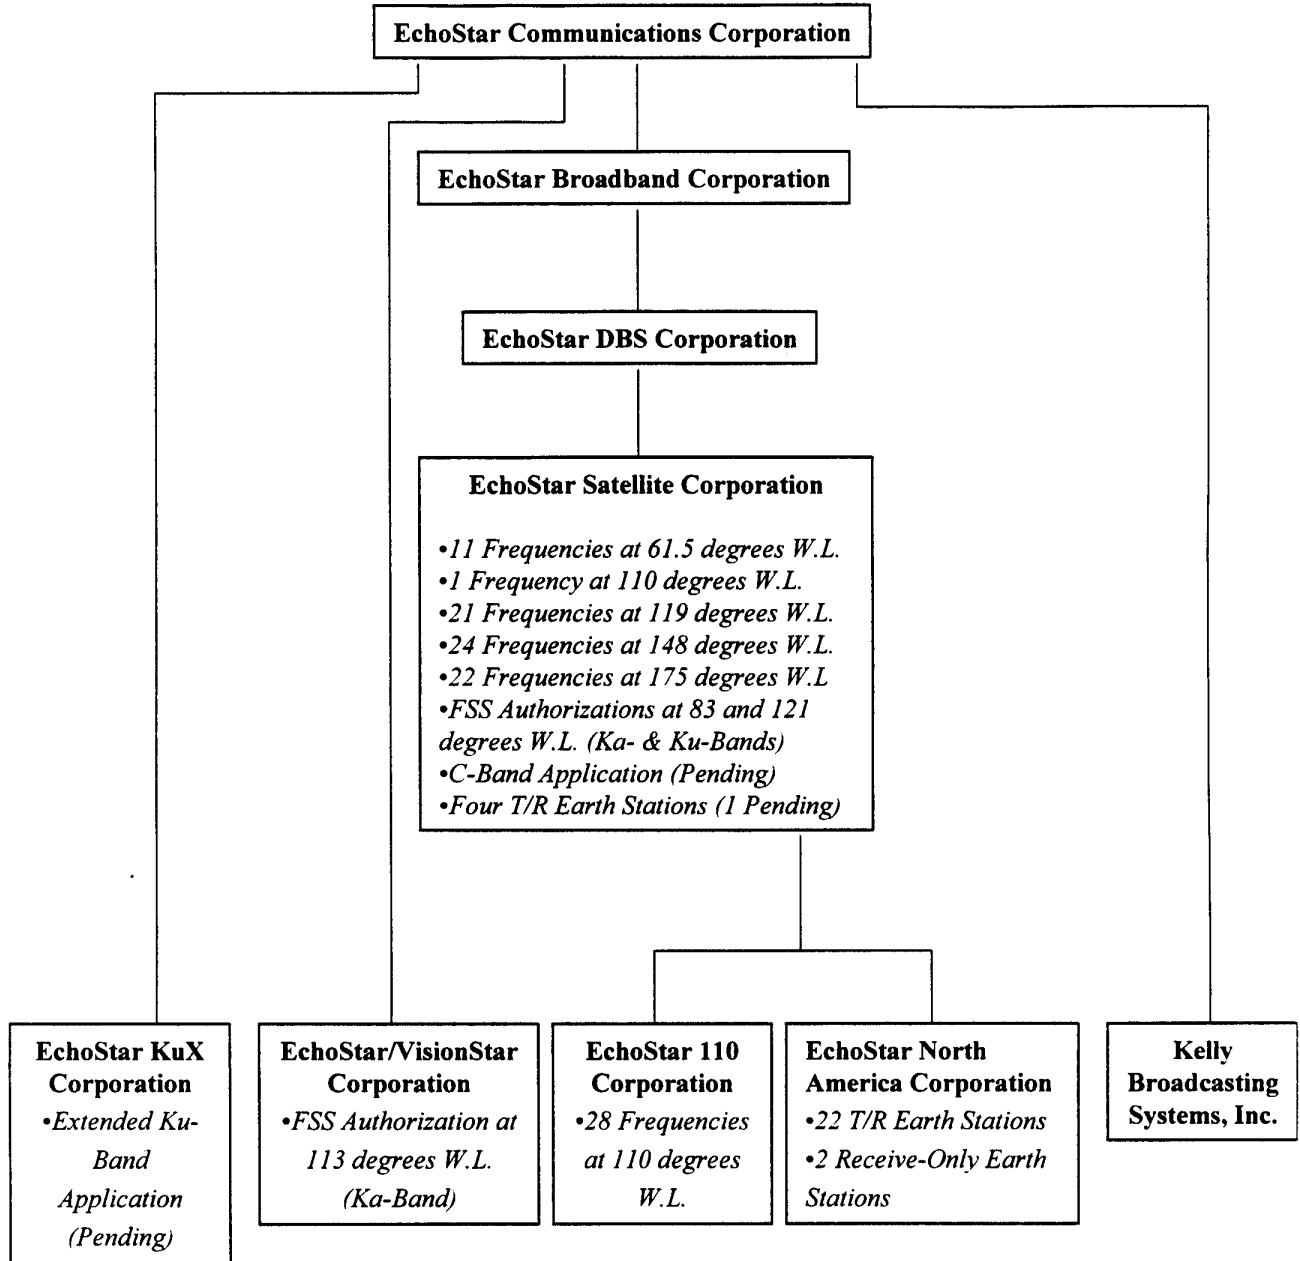 EchoStar Communications Corporation
EchoStar Broadband Corporation
EchoStar DBS Corporation
EchoStar Satellite Corporation
•11 Frequencies at 61.5 degrees W.L.
•1 Frequency at 110 degrees W.L.
•21 Frequencies at 119 degrees W.L.
•24 Frequencies at 148 degrees W.L.
•22 Frequencies at 175 degrees W.L
•FSS Authorizations at 83 and 121
degrees W.L. (Ka- & Ku-Bands)
•C-Band Application (Pending)
•Four T/R Earth Stations (1 Pending)
EchoStar KuX
Corporation
•Extended Ku-
Band
Application
(Pending)
EchoStar/VisionStar
Corporation
•FSS Authorization at
113 degrees W.L.
(Ka-Band)
EchoStar 110
Corporation
•28 Frequencies
at 110 degrees
W.L.
EchoStar North
America Corporation
•22 T/R Earth Stations
•2 Receive-Only Earth
Stations
Kelly
Broadcasting
Systems, Inc.